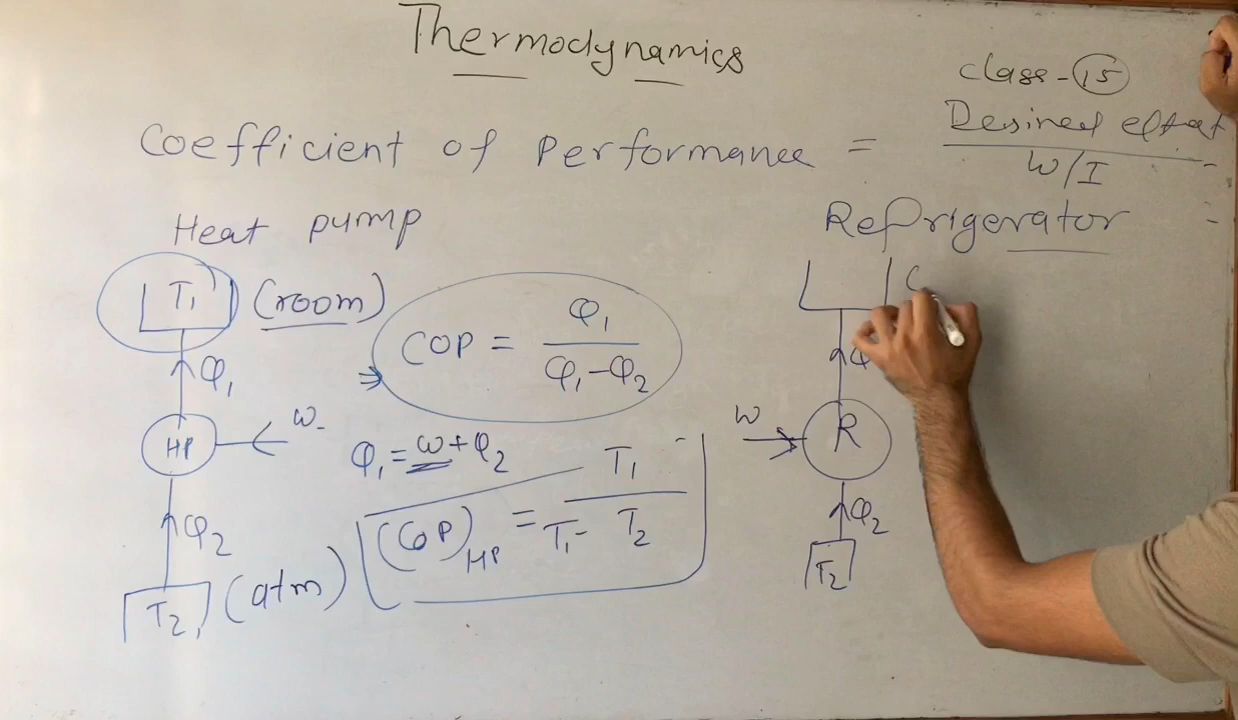 Thermodynamics
class-15
Coefficient of Performance = Desired effect / W/I
Heat pump
Refrigerator
T1 (room)
COP = Q1 / Q1-Q2
Q1
HP
W
Q1 = W + Q2
(COP)HP = T1 / T1- T2
Q2
T2 (atm)
W
R
Q2
T2